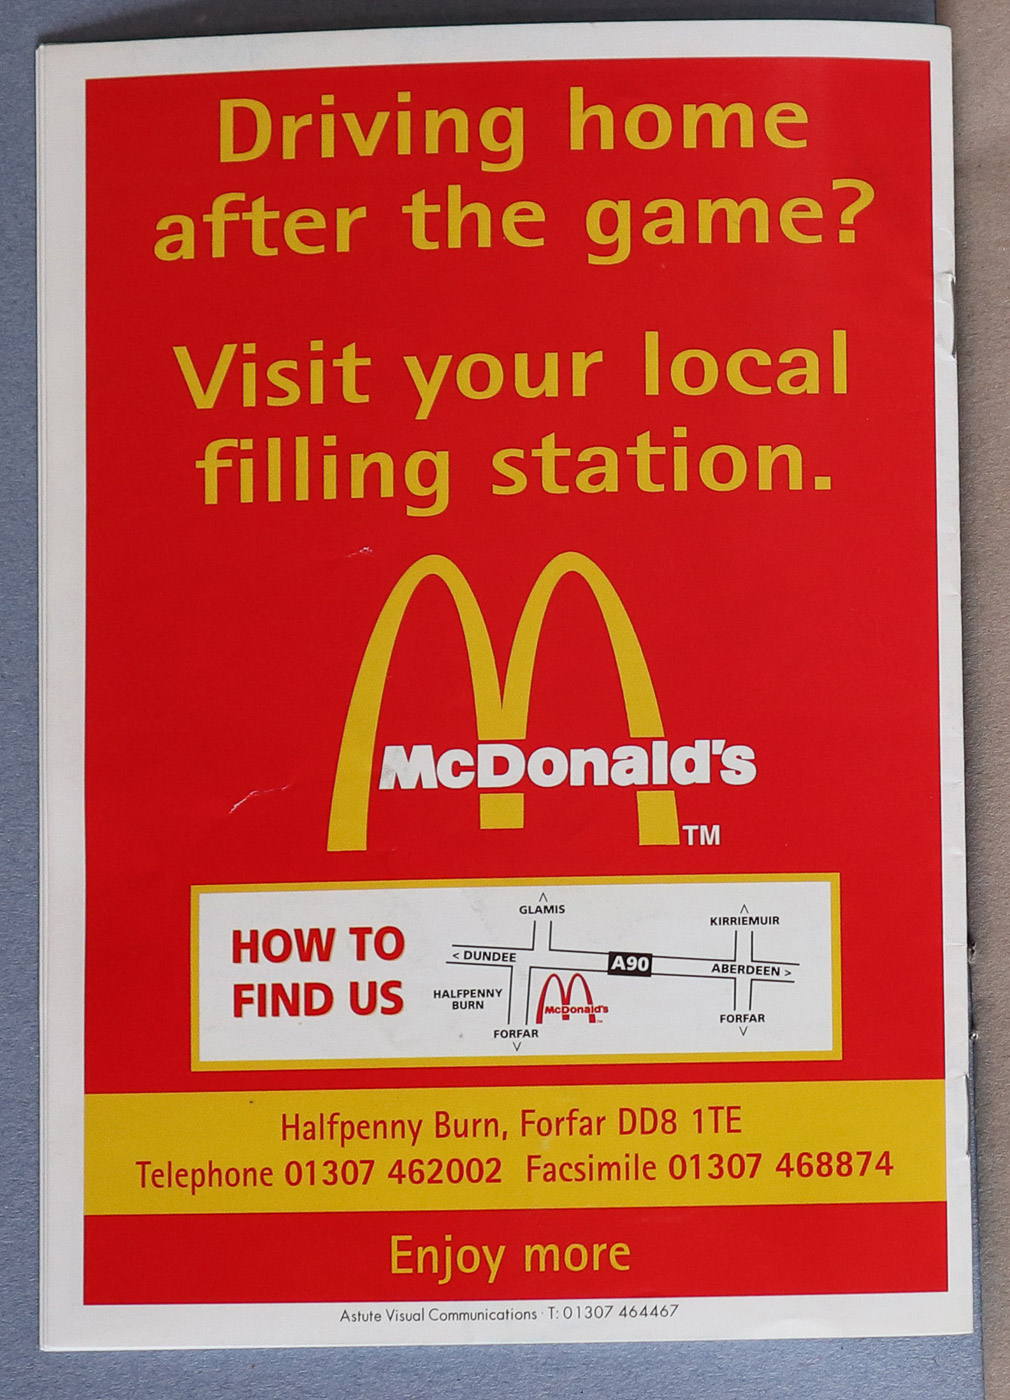 Driving home
after the game?
Visit your local
filling station.
McDonald's
TM
HOW TO
FIND US
^
GLAMIS
^
KIRRIEMUIR
< DUNDEE
A90
ABERDEEN >
HALFPENNY
BURN
McDonald's
FORFAR
v
FORFAR
v
Halfpenny Burn, Forfar DD8 1TE
Telephone 01307 462002 Facsimile 01307 468874
Enjoy more
Astute Visual Communications · T: 01307 464467